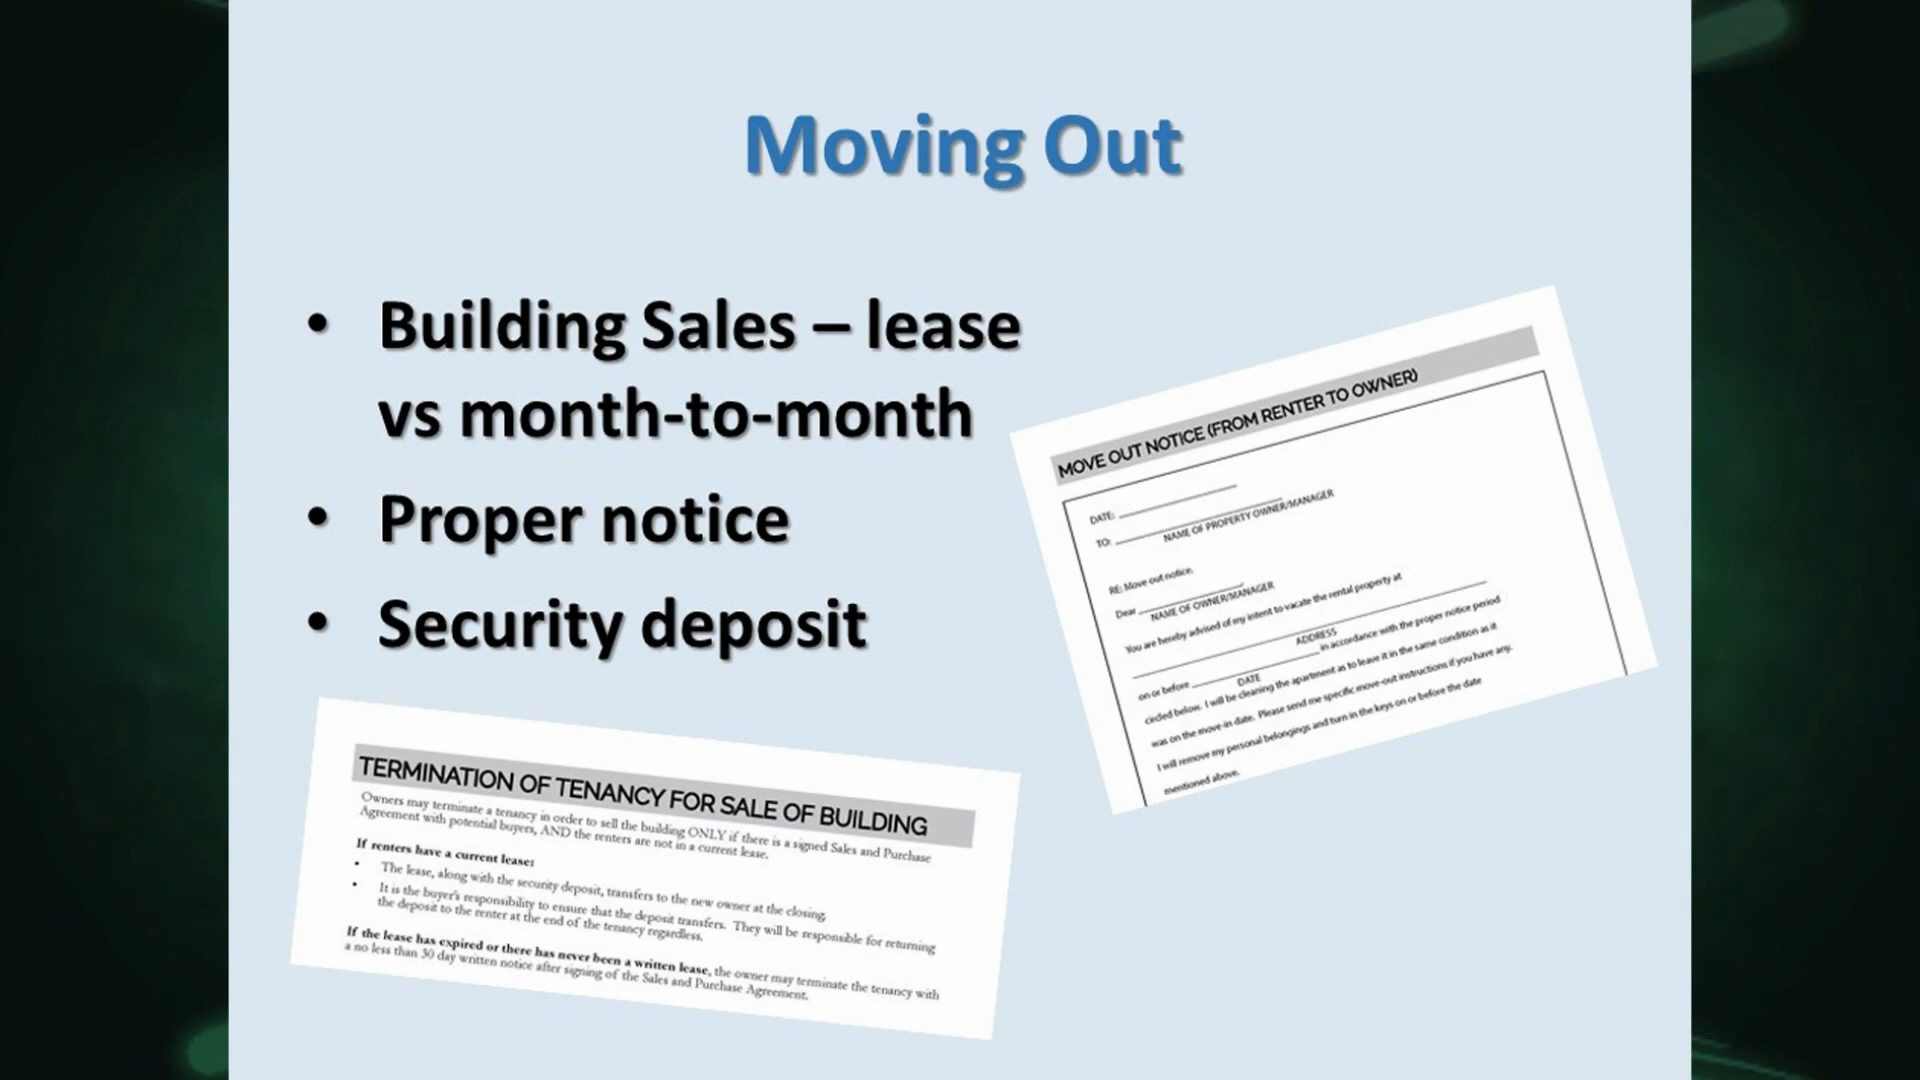 Moving Out
• Building Sales – lease
vs month-to-month
• Proper notice
• Security deposit
MOVE OUT NOTICE (FROM RENTER TO OWNER)
DATE:
TO:
NAME OF PROPERTY OWNER/MANAGER
RE: Move out notice.
Dear
NAME OF OWNER/MANAGER
You are hereby advised of my intent to vacate the rental property at
ADDRESS
on or before in accordance with the proper notice period
DATE
circled below. I will be cleaning the apartment as to leave it in the same condition as it
was on the move-in date. Please send me specific move-out instructions if you have any.
I will remove my personal belongings and turn in the keys on or before the date
mentioned above.
TERMINATION OF TENANCY FOR SALE OF BUILDING
Owners may terminate a tenancy in order to sell the building ONLY if there is a signed Sales and Purchase
Agreement with potential buyers, AND the renters are not in a current lease.
If renters have a current lease:
• The lease, along with the security deposit, transfers to the new owner at the closing.
• It is the buyer's responsibility to ensure that the deposit transfers. They will be responsible for returning
the deposit to the renter at the end of the tenancy regardless.
If the lease has expired or there has never been a written lease, the owner may terminate the tenancy with
a no less than 30 day written notice after signing of the Sales and Purchase Agreement.